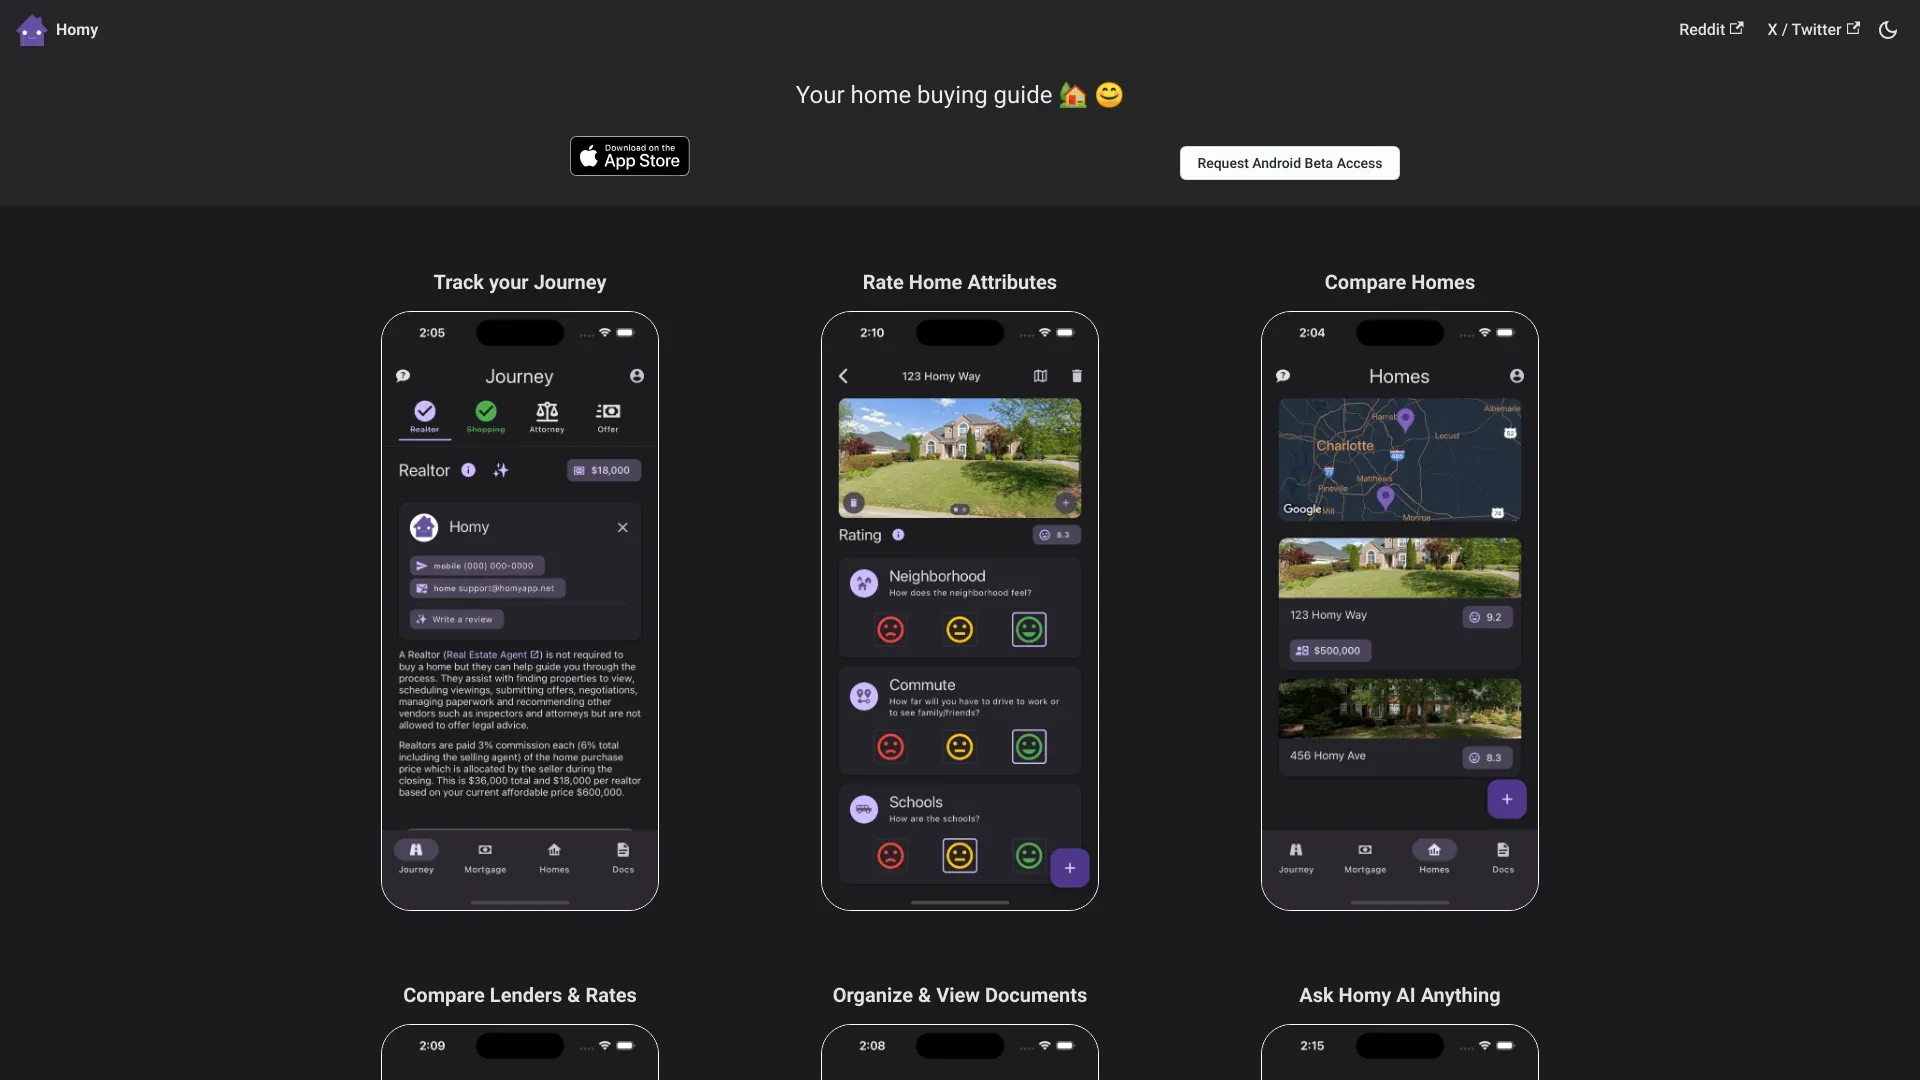 Homy
Reddit
X / Twitter
Your home buying guide 🏡 😊
Download on the
App Store
Request Android Beta Access
Track your Journey
2:05
Journey
Realtor
Shopping
Attorney
Offer
Realtor
$18,000
Homy
mobile (000) 000-0000
home support@homyapp.net
Write a review
A Realtor (Real Estate Agent) is not required to
buy a home but they can help guide you through the
process. They assist with finding properties to view,
scheduling viewings, submitting offers, negotiations,
managing paperwork and recommending other
vendors such as inspectors and attorneys but are not
allowed to offer legal advice.
Realtors are paid 3% commission each (6% total
including the selling agent) of the home purchase
price which is allocated by the seller during the
closing. This is $36,000 total and $18,000 per realtor
based on your current affordable price $600,000.
Journey
Mortgage
Homes
Docs
Rate Home Attributes
2:10
123 Homy Way
Rating
8.3
Neighborhood
How does the neighborhood feel?
Commute
How far will you have to drive to work or
to see family/friends?
Schools
How are the schools?
Compare Homes
2:04
Homes
Harrisb
Albemarle
Charlotte
Locust
52
485
77
Matthews
Pineville
Google
Mill
Monroe
74
123 Homy Way
9.2
$500,000
456 Homy Ave
8.3
Journey
Mortgage
Homes
Docs
Compare Lenders & Rates
2:09
Organize & View Documents
2:08
Ask Homy AI Anything
2:15